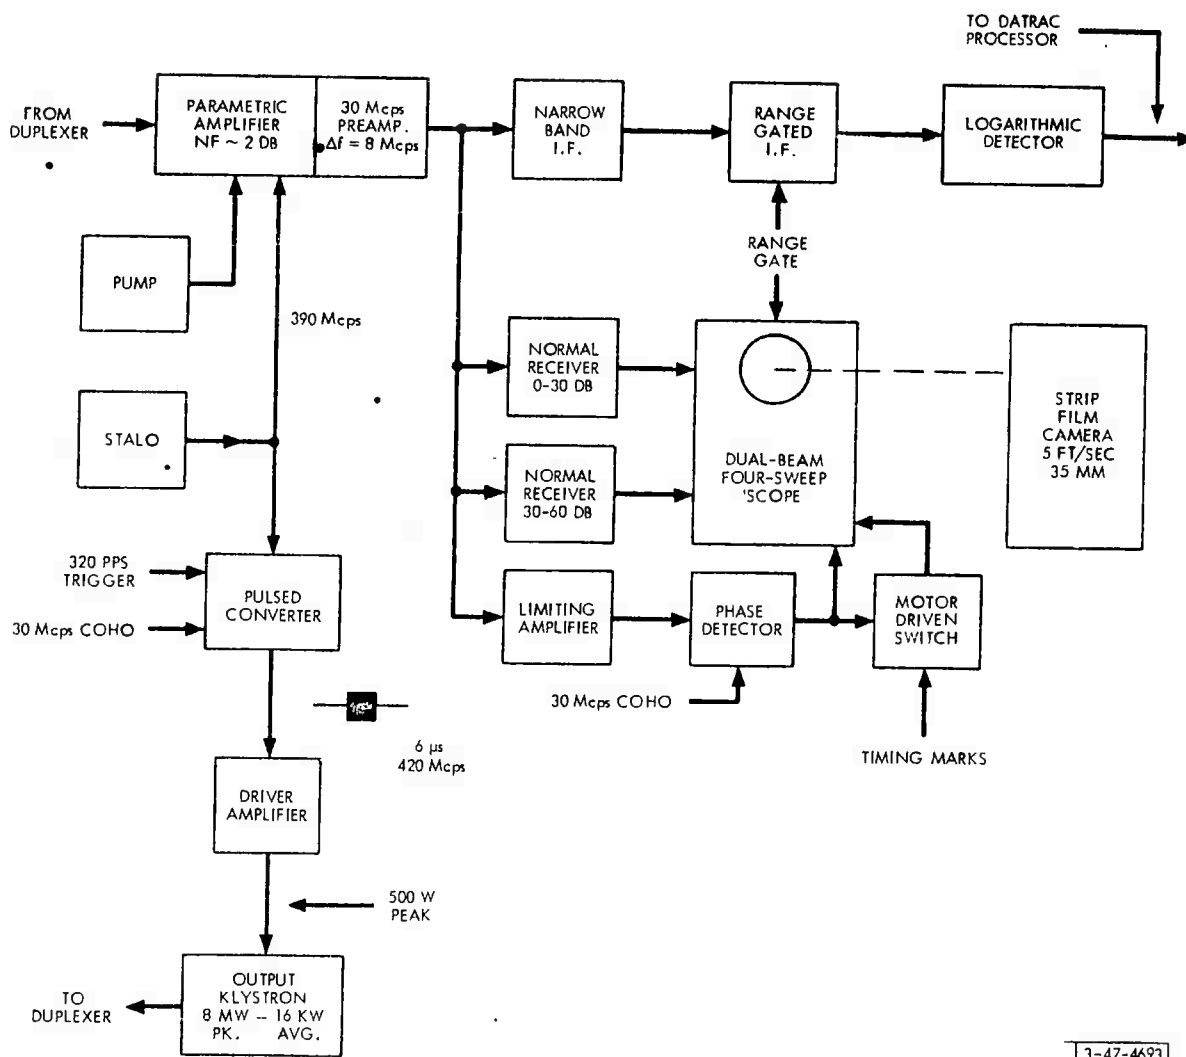 TO DATRAC
PROCESSOR
FROM
DUPLEXER
PARAMETRIC
AMPLIFIER
NF ~ 2 DB
30 Mcps
PREAMP.
Δf = 8 Mcps
NARROW
BAND
I.F.
RANGE
GATED
I.F.
LOGARITHMIC
DETECTOR
PUMP
RANGE
GATE
390 Mcps
NORMAL
RECEIVER
0-30 DB
STALO
DUAL-BEAM
FOUR-SWEEP
'SCOPE
STRIP
FILM
CAMERA
5 FT/SEC
35 MM
NORMAL
RECEIVER
30-60 DB
320 PPS
TRIGGER
30 Mcps COHO
PULSED
CONVERTER
LIMITING
AMPLIFIER
PHASE
DETECTOR
MOTOR
DRIVEN
SWITCH
30 Mcps COHO
TIMING MARKS
6 μs
420 Mcps
DRIVER
AMPLIFIER
500 W
PEAK
TO
DUPLEXER
OUTPUT
KLYSTRON
8 MW -- 16 KW
PK. AVG.
3-47-4693